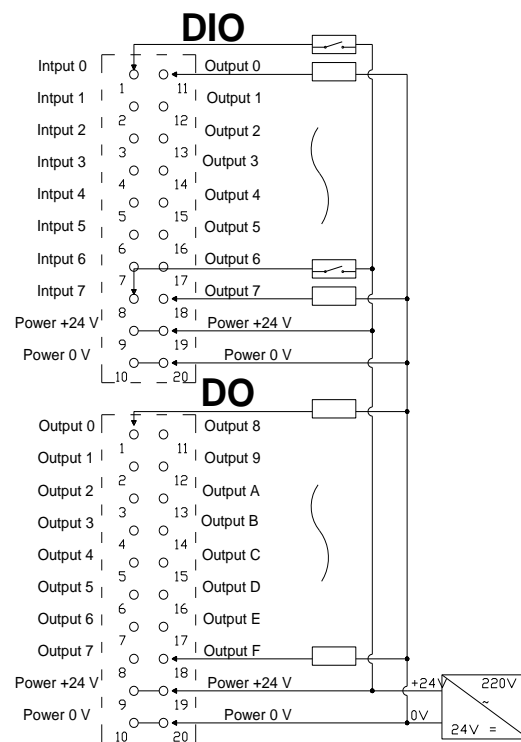 DIO
Intput 0 Output 0
1 11
Intput 1 Output 1
2 12
Intput 2 Output 2
3 13
Intput 3 Output 3
4 14
Intput 4 Output 4
5 15
Intput 5 Output 5
6 16
Intput 6 Output 6
7 17
Intput 7 Output 7
8 18
Power +24 V Power +24 V
9 19
Power 0 V Power 0 V
10 20
DO
Output 0 Output 8
1 11
Output 1 Output 9
2 12
Output 2 Output A
3 13
Output 3 Output B
4 14
Output 4 Output C
5 15
Output 5 Output D
6 16
Output 6 Output E
7 17
Output 7 Output F
8 18
Power +24 V Power +24 V +24V 220V
9 19 ~
Power 0 V Power 0 V 0V
10 20 24V =